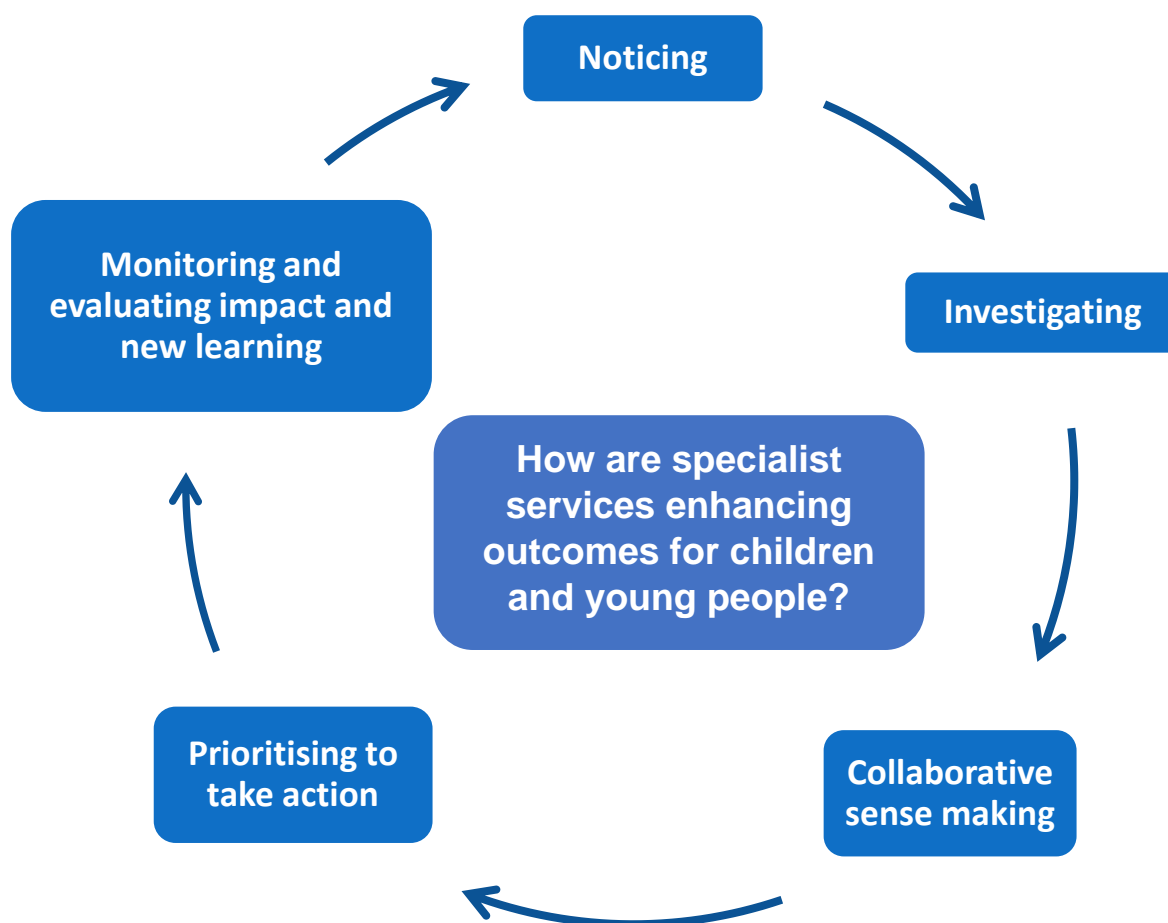 Noticing
Investigating
Collaborative
sense making
Prioritising to
take action
Monitoring and
evaluating impact and
new learning
How are specialist
services enhancing
outcomes for children
and young people?